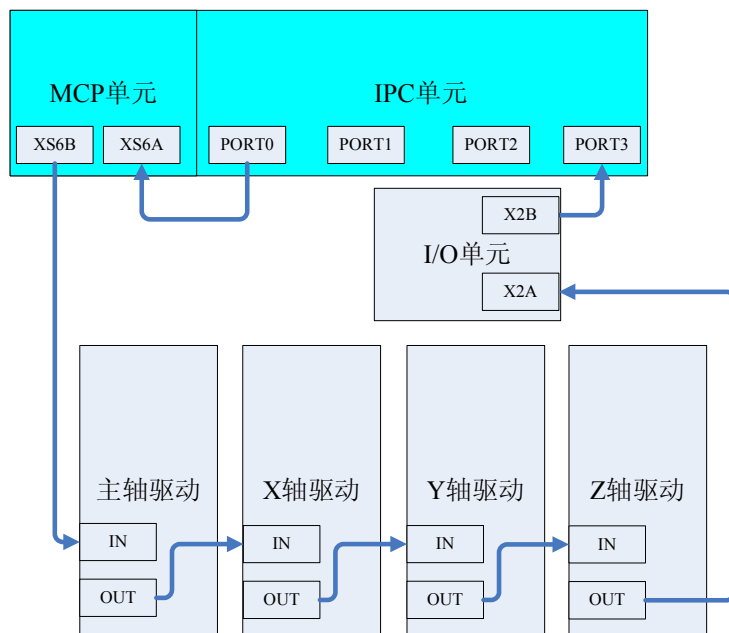 MCP单元
IPC单元
XS6B
XS6A
PORT0
PORT1
PORT2
PORT3
X2B
I/O单元
X2A
主轴驱动
X轴驱动
Y轴驱动
Z轴驱动
IN
IN
IN
IN
OUT
OUT
OUT
OUT